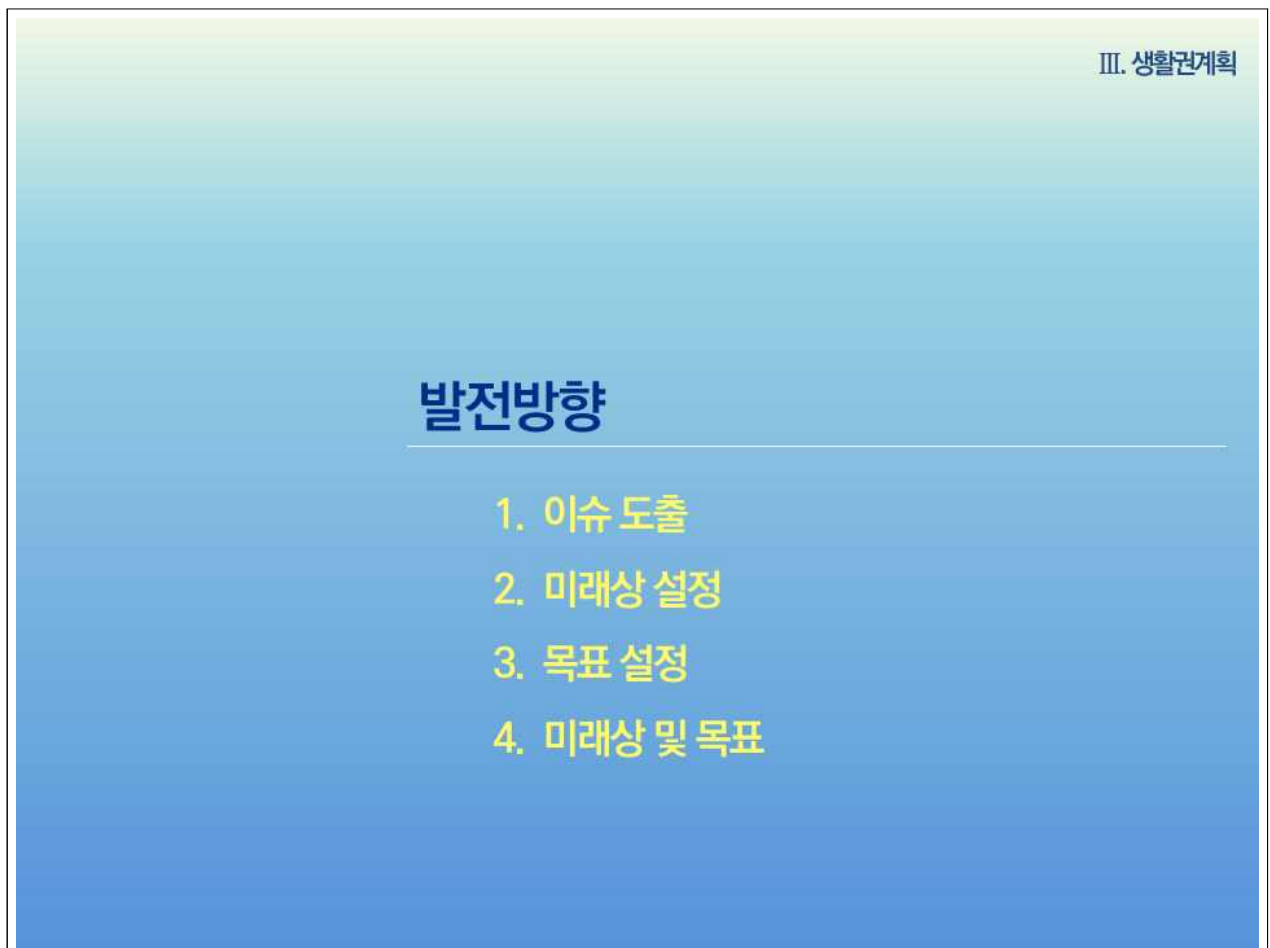 Ⅲ. 생활권계획
발전방향
1. 이슈 도출
2. 미래상 설정
3. 목표 설정
4. 미래상 및 목표